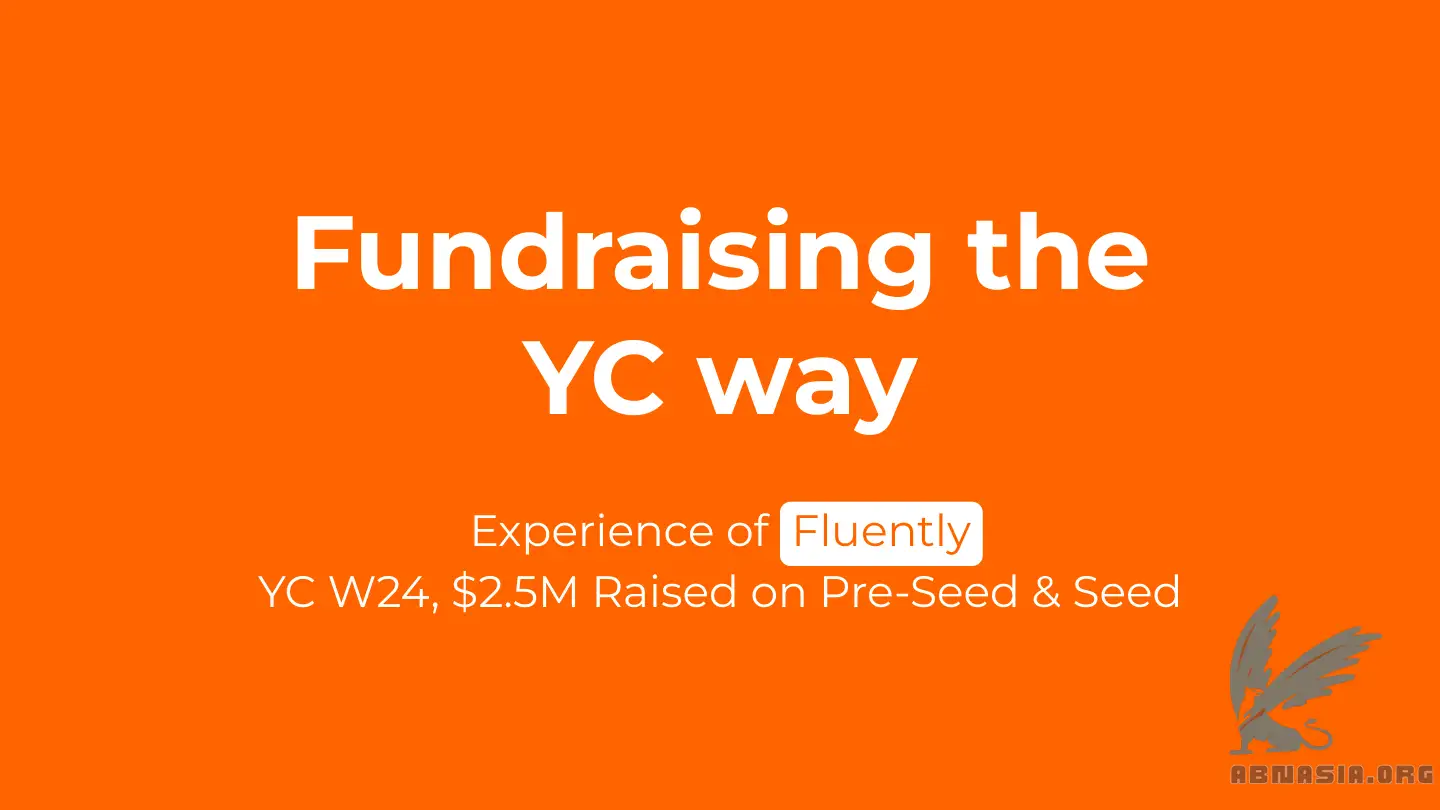 Fundraising the
YC way
Experience of Fluently
YC W24, $2.5M Raised on Pre-Seed & Seed
ABNASIA.ORG